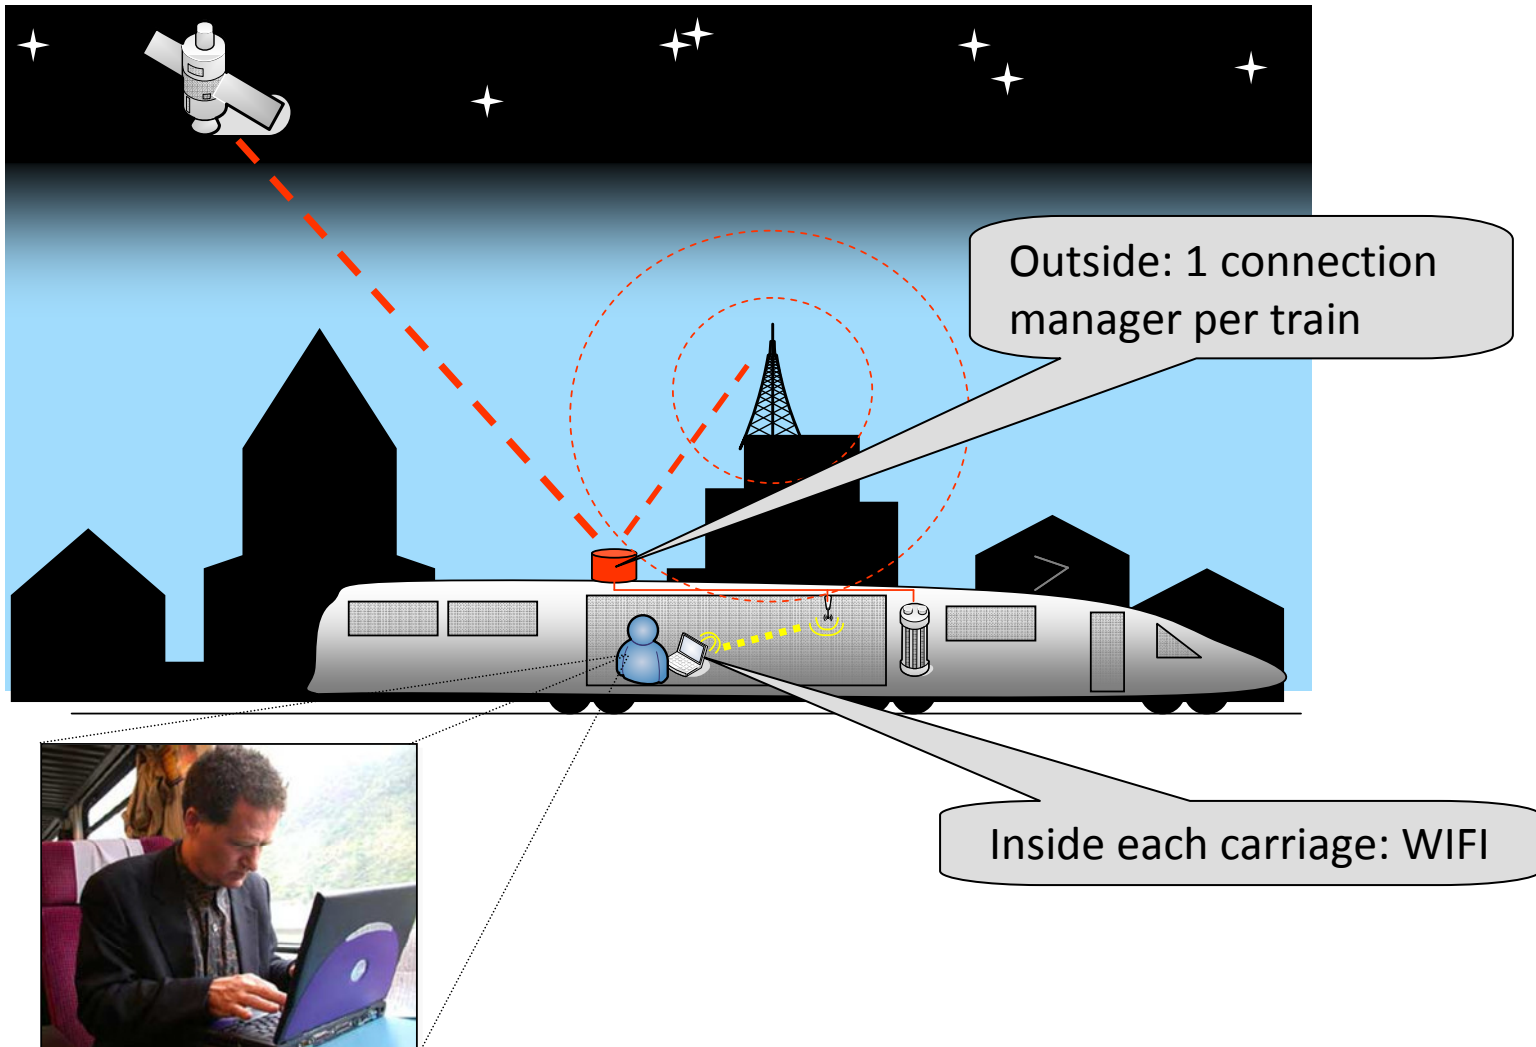 Outside: 1 connection
manager per train
Inside each carriage: WIFI